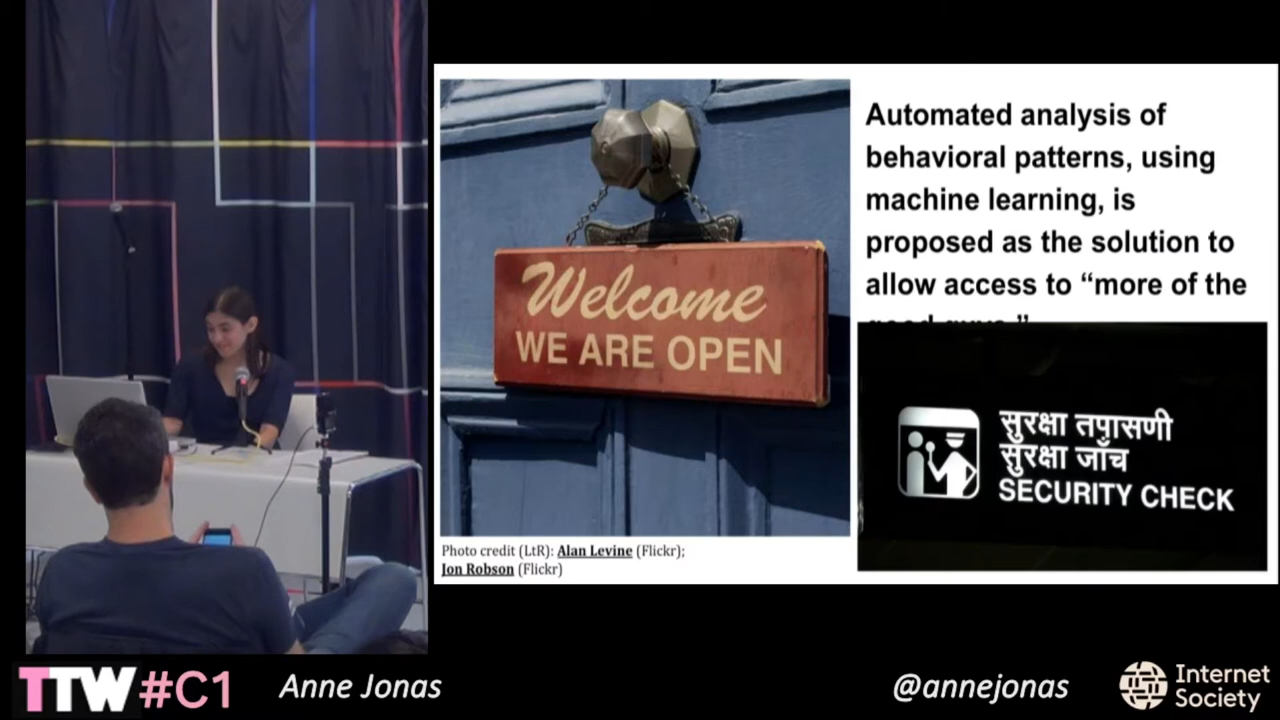 Automated analysis of
behavioral patterns, using
machine learning, is
proposed as the solution to
allow access to “more of the
good guys.”
Welcome
WE ARE OPEN
सुरक्षा तपासणी
सुरक्षा जाँच
SECURITY CHECK
Photo credit (LtR): Alan Levine (Flickr);
Jon Robson (Flickr)
TTW#C1
Anne Jonas
@annejonas
Internet
Society